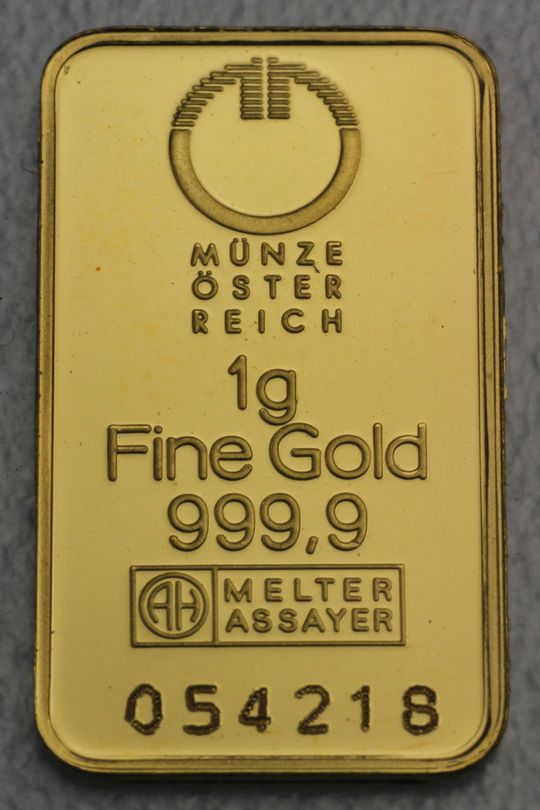 MÜNZE
ÖSTER
REICH
1g
Fine Gold
999,9
AH
MELTER
ASSAYER
054218